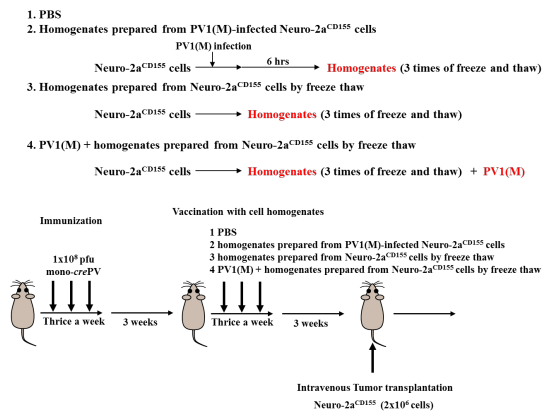 1. PBS
2. Homogenates prepared from PV1(M)-infected Neuro-2aCD155 cells
PV1(M) infection
6 hrs
Neuro-2aCD155 cells
Homogenates (3 times of freeze and thaw)
3. Homogenates prepared from Neuro-2aCD155 cells by freeze thaw
Neuro-2aCD155 cells
Homogenates (3 times of freeze and thaw)
4. PV1(M) + homogenates prepared from Neuro-2aCD155 cells by freeze thaw
Neuro-2aCD155 cells
Homogenates (3 times of freeze and thaw) + PV1(M)
Immunization
1x108 pfu
mono-crePV
Thrice a week
3 weeks
Vaccination with cell homogenates
1 PBS
2 homogenates prepared from PV1(M)-infected Neuro-2aCD155 cells
3 homogenates prepared from Neuro-2aCD155 cells by freeze thaw
4 PV1(M) + homogenates prepared from Neuro-2aCD155 cells by freeze thaw
Thrice a week
3 weeks
Intravenous Tumor transplantation
Neuro-2aCD155 (2x106 cells)